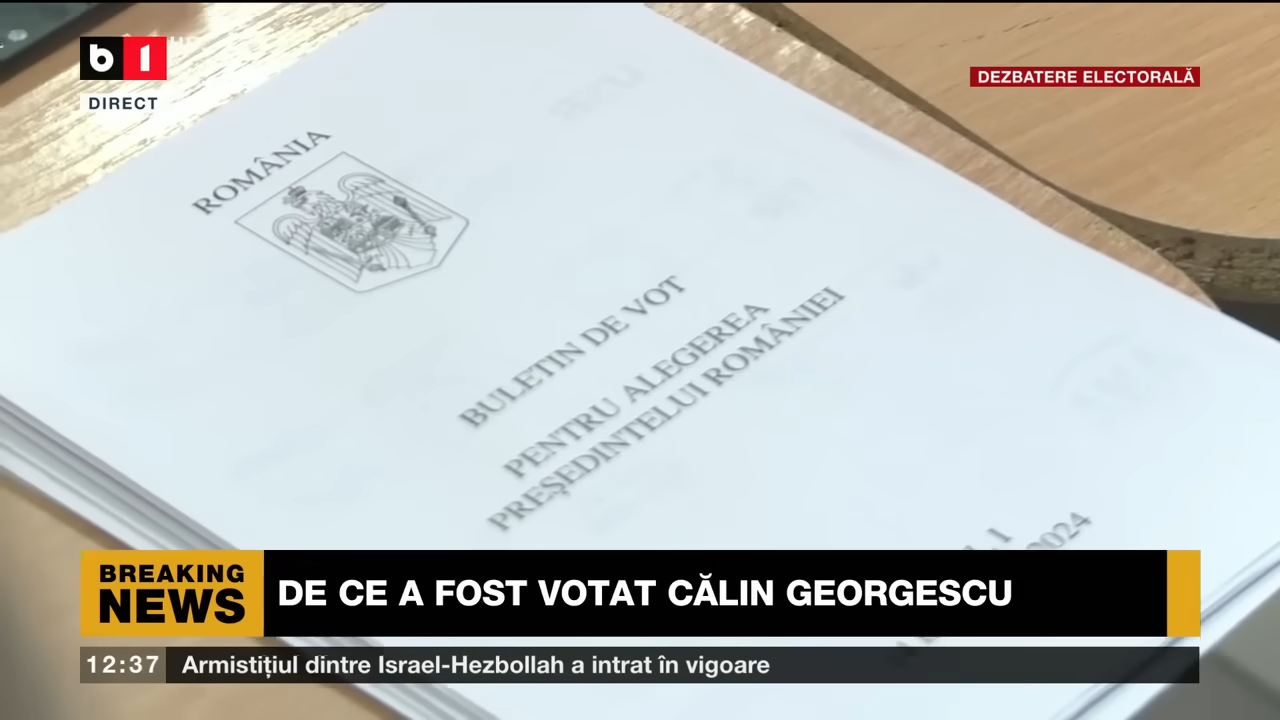 b1
DIRECT
DEZBATERE ELECTORALĂ
ROMÂNIA
BULETIN DE VOT
PENTRU ALEGEREA
PREȘEDINTELUI ROMÂNIEI
2024
BREAKING
NEWS
DE CE A FOST VOTAT CĂLIN GEORGESCU
12:37
Armistițiul dintre Israel-Hezbollah a intrat în vigoare